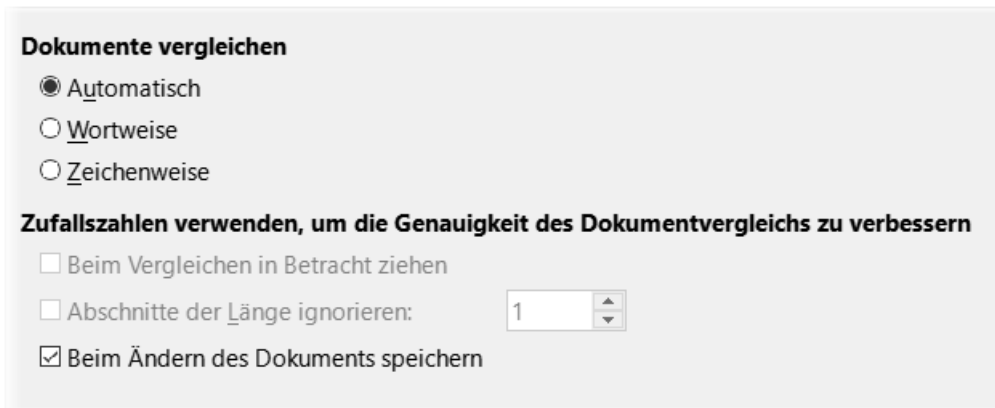 Dokumente vergleichen
Automatisch
Wortweise
Zeichenweise
Zufallszahlen verwenden, um die Genauigkeit des Dokumentvergleichs zu verbessern
Beim Vergleichen in Betracht ziehen
Abschnitte der Länge ignorieren: 1
Beim Ändern des Dokuments speichern